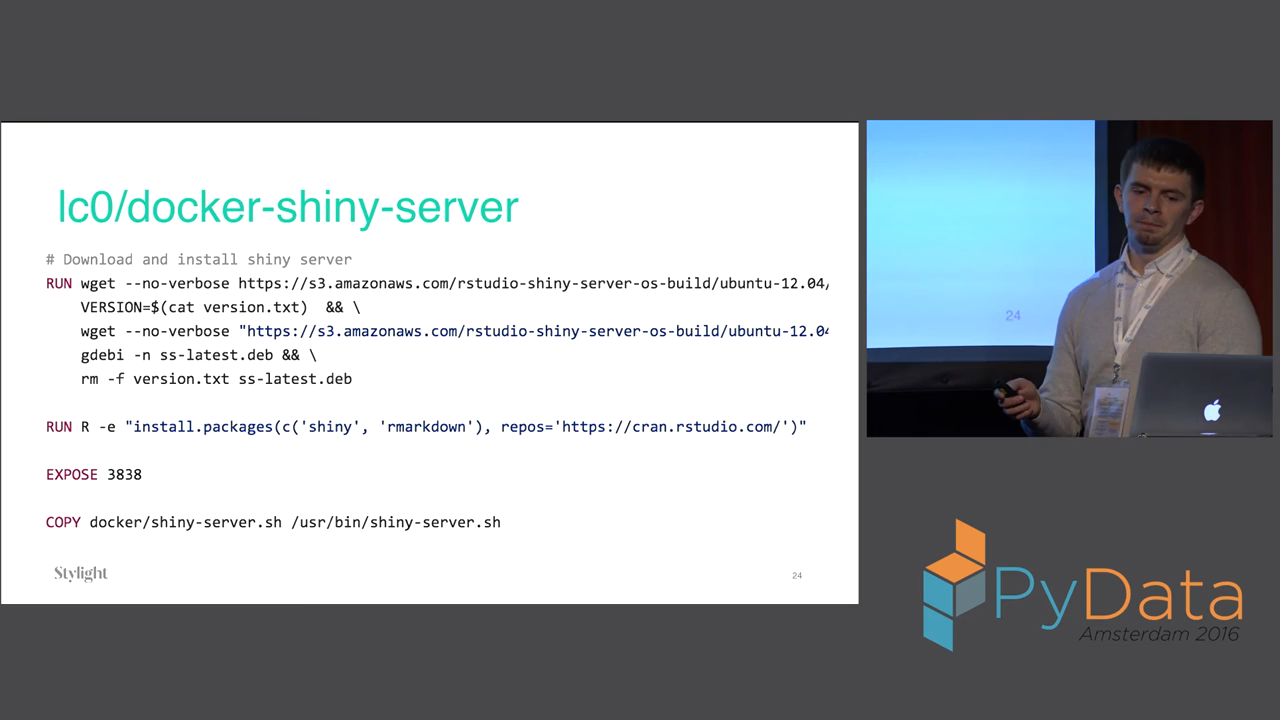 lc0/docker-shiny-server
# Download and install shiny server
RUN wget --no-verbose https://s3.amazonaws.com/rstudio-shiny-server-os-build/ubuntu-12.04,
VERSION=$(cat version.txt)  && \
wget --no-verbose "https://s3.amazonaws.com/rstudio-shiny-server-os-build/ubuntu-12.04
gdebi -n ss-latest.deb && \
rm -f version.txt ss-latest.deb
RUN R -e "install.packages(c('shiny', 'rmarkdown'), repos='https://cran.rstudio.com/')"
EXPOSE 3838
COPY docker/shiny-server.sh /usr/bin/shiny-server.sh
Stylight
24
24
PyData
Amsterdam 2016